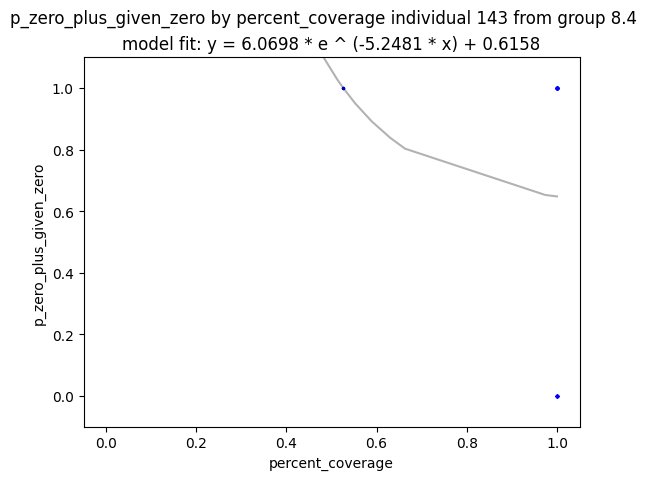 p_zero_plus_given_zero by percent_coverage individual 143 from group 8.4
model fit: y = 6.0698 * e ^ (-5.2481 * x) + 0.6158
1.0
0.8
0.6
0.4
0.2
0.0
p_zero_plus_given_zero
0.0 0.2 0.4 0.6 0.8 1.0
percent_coverage